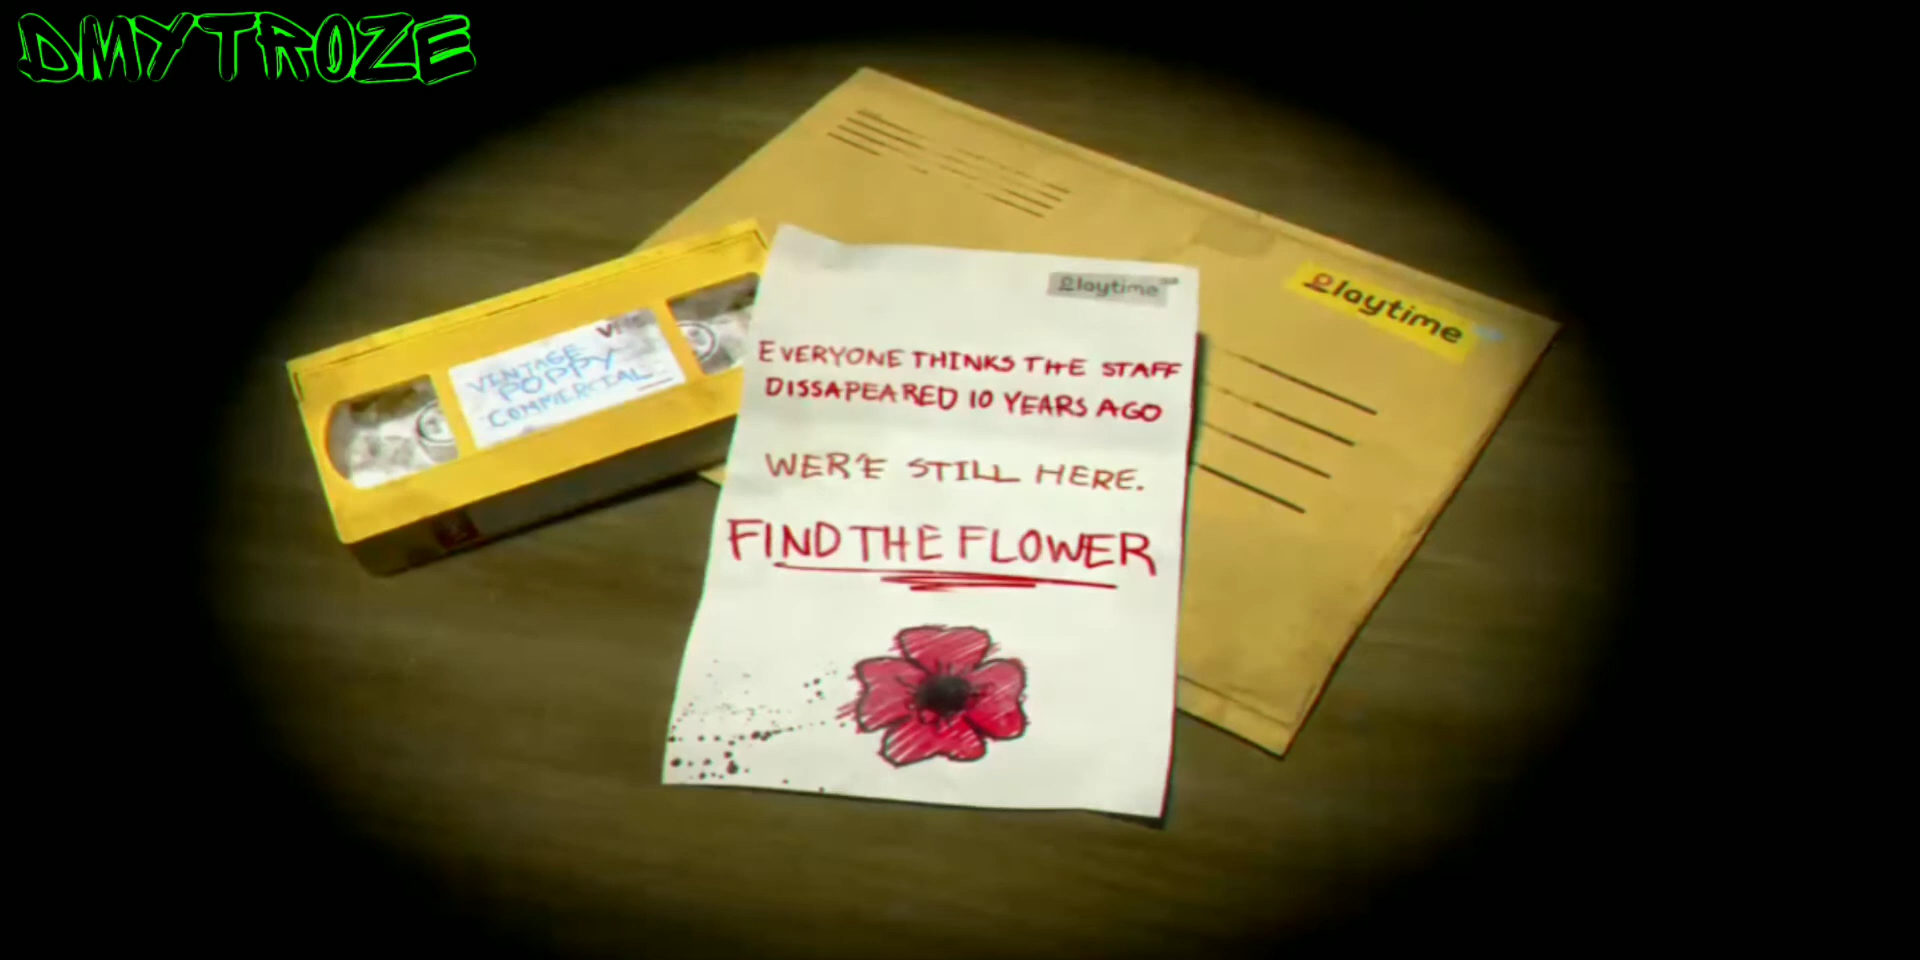 DMYTROZE
Playtime
Playtime
VHS
VINTAGE
POPPY
COMMERCIAL
EVERYONE THINKS THE STAFF
DISSAPEARED 10 YEARS AGO
WER'E STILL HERE.
FIND THE FLOWER